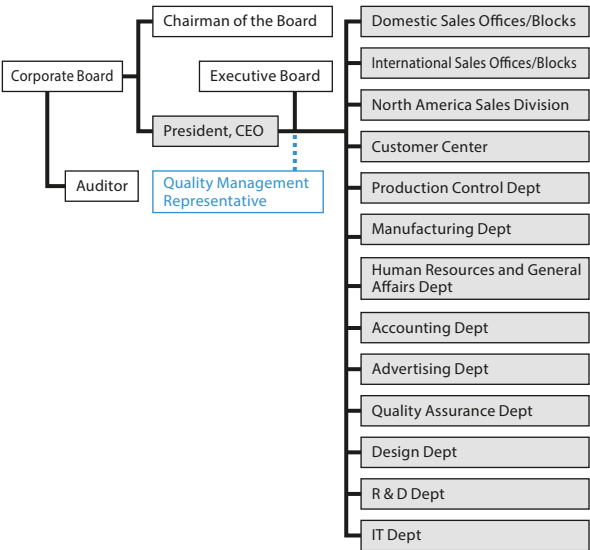 Chairman of the Board
Corporate Board
Executive Board
President, CEO
Auditor
Quality Management
Representative
Domestic Sales Offices/Blocks
International Sales Offices/Blocks
North America Sales Division
Customer Center
Production Control Dept
Manufacturing Dept
Human Resources and General
Affairs Dept
Accounting Dept
Advertising Dept
Quality Assurance Dept
Design Dept
R & D Dept
IT Dept